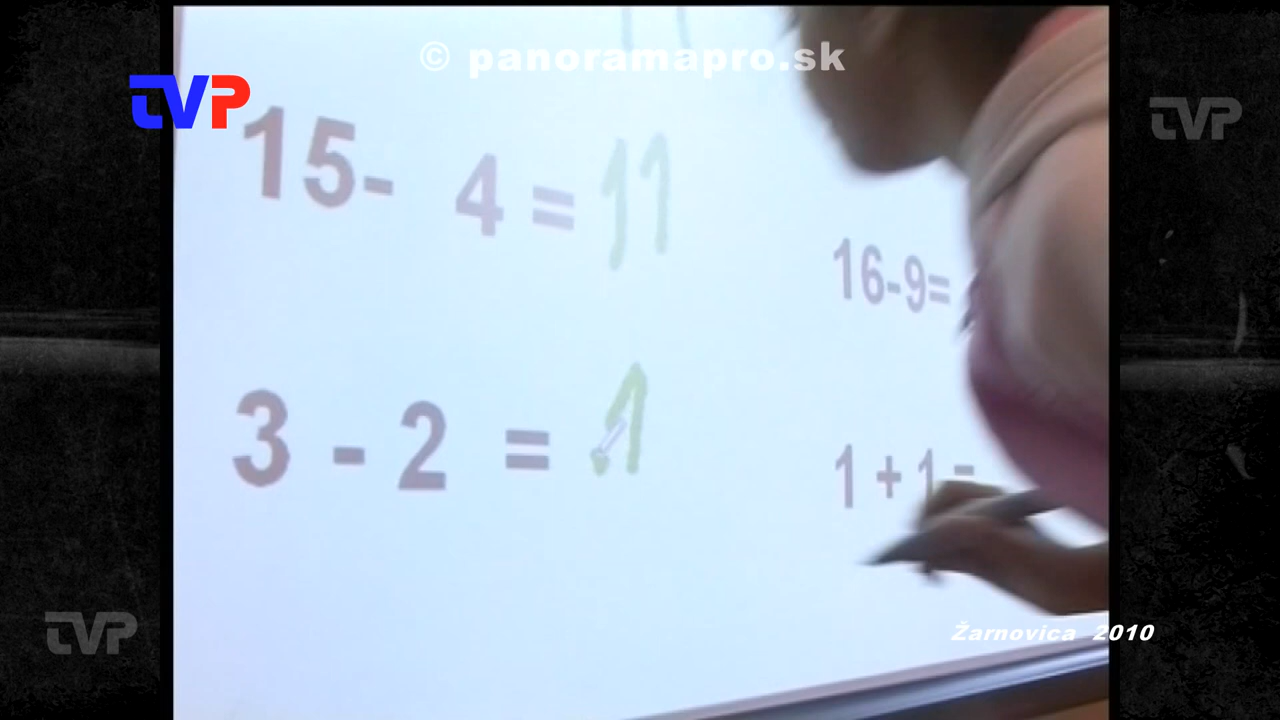 © panoramapro.sk
TVP
TVP
15- 4 = 11
16-9=
3 - 2 = 1
1 + 1 =
TVP
Žarnovica 2010